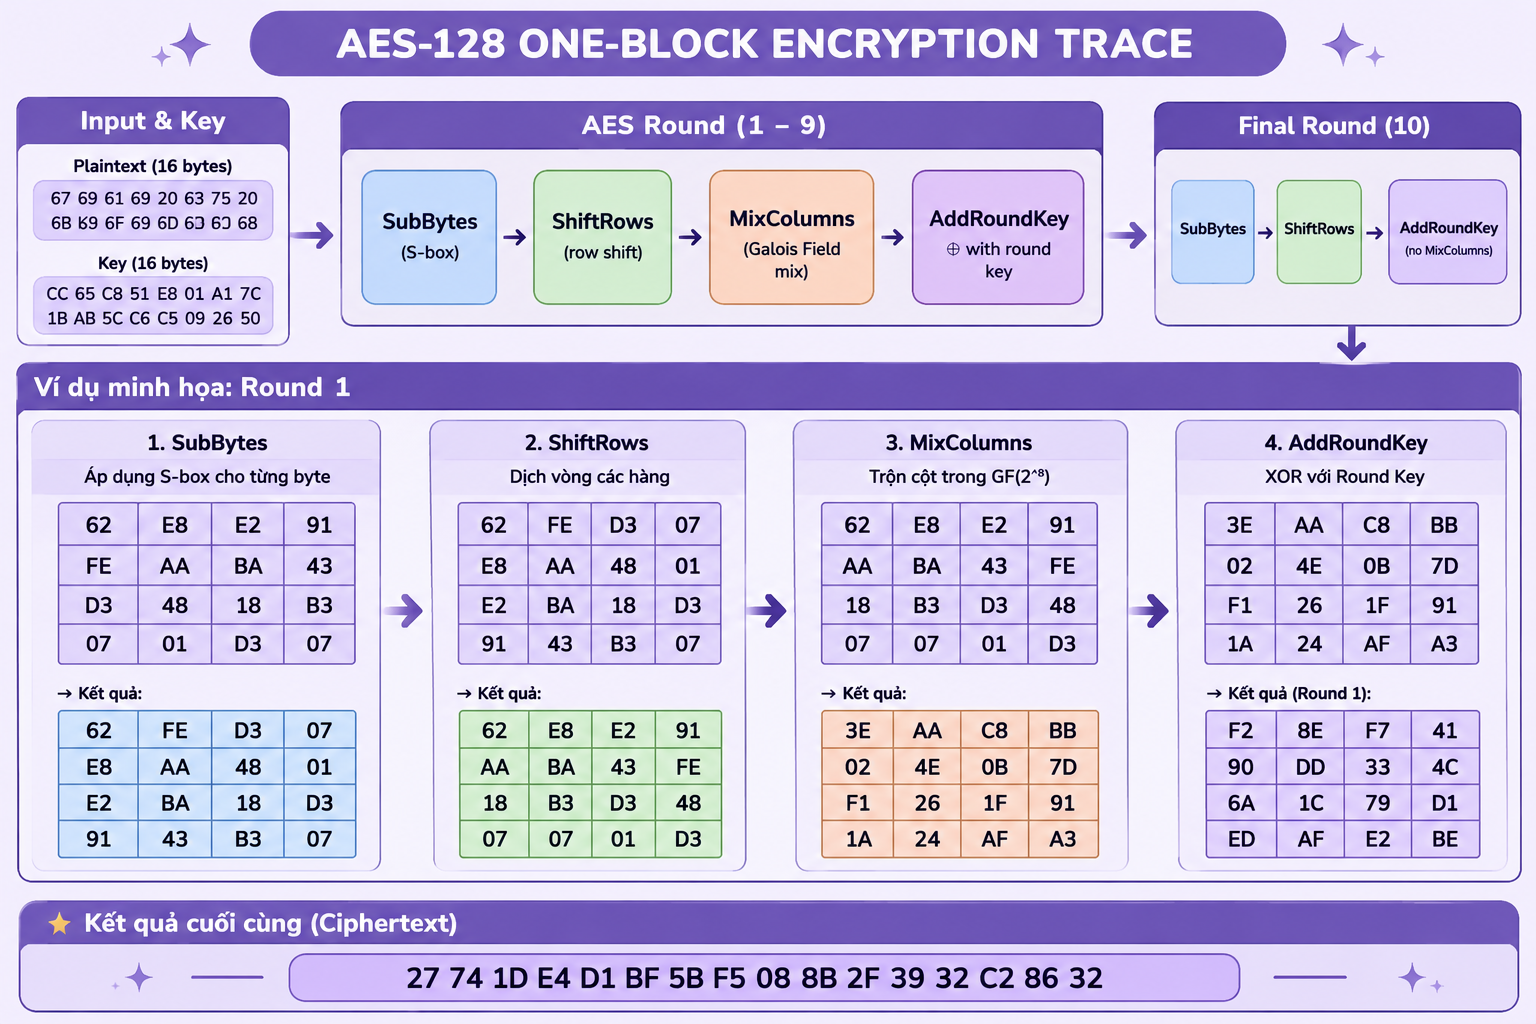 AES-128 ONE-BLOCK ENCRYPTION TRACE
Input & Key
Plaintext (16 bytes)
67 69 61 69 20 63 75 20
6B 6F 69 6D 68
Key (16 bytes)
CC 65 C8 51 E8 01 A1 7C
1B AB 5C C6 C5 09 26 50
AES Round (1 – 9)
SubBytes
(S-box)
→
ShiftRows
(row shift)
→
MixColumns
(Galois Field
mix)
→
AddRoundKey
⊕ with round
key
Final Round (10)
SubBytes
→
ShiftRows
→
AddRoundKey
(no MixColumns)
Ví dụ minh họa: Round 1
1. SubBytes
Áp dụng S-box cho từng byte
62 E8 E2 91
FE AA BA 43
D3 48 18 B3
07 01 D3 07
→ Kết quả:
62 FE D3 07
E8 AA 48 01
E2 BA 18 D3
91 43 B3 07
2. ShiftRows
Dịch vòng các hàng
62 FE D3 07
E8 AA 48 01
E2 BA 18 D3
91 43 B3 07
→ Kết quả:
62 E8 E2 91
AA BA 43 FE
18 B3 D3 48
07 07 01 D3
3. MixColumns
Trộn cột trong GF(2^⁸)
62 E8 E2 91
AA BA 43 FE
18 B3 D3 48
07 07 01 D3
→ Kết quả:
3E AA C8 BB
02 4E 0B 7D
F1 26 1F 91
1A 24 AF A3
4. AddRoundKey
XOR với Round Key
3E AA C8 BB
02 4E 0B 7D
F1 26 1F 91
1A 24 AF A3
→ Kết quả (Round 1):
F2 8E F7 41
90 DD 33 4C
6A 1C 79 D1
ED AF E2 BE
Kết quả cuối cùng (Ciphertext)
27 74 1D E4 D1 BF 5B F5 08 8B 2F 39 32 C2 86 32